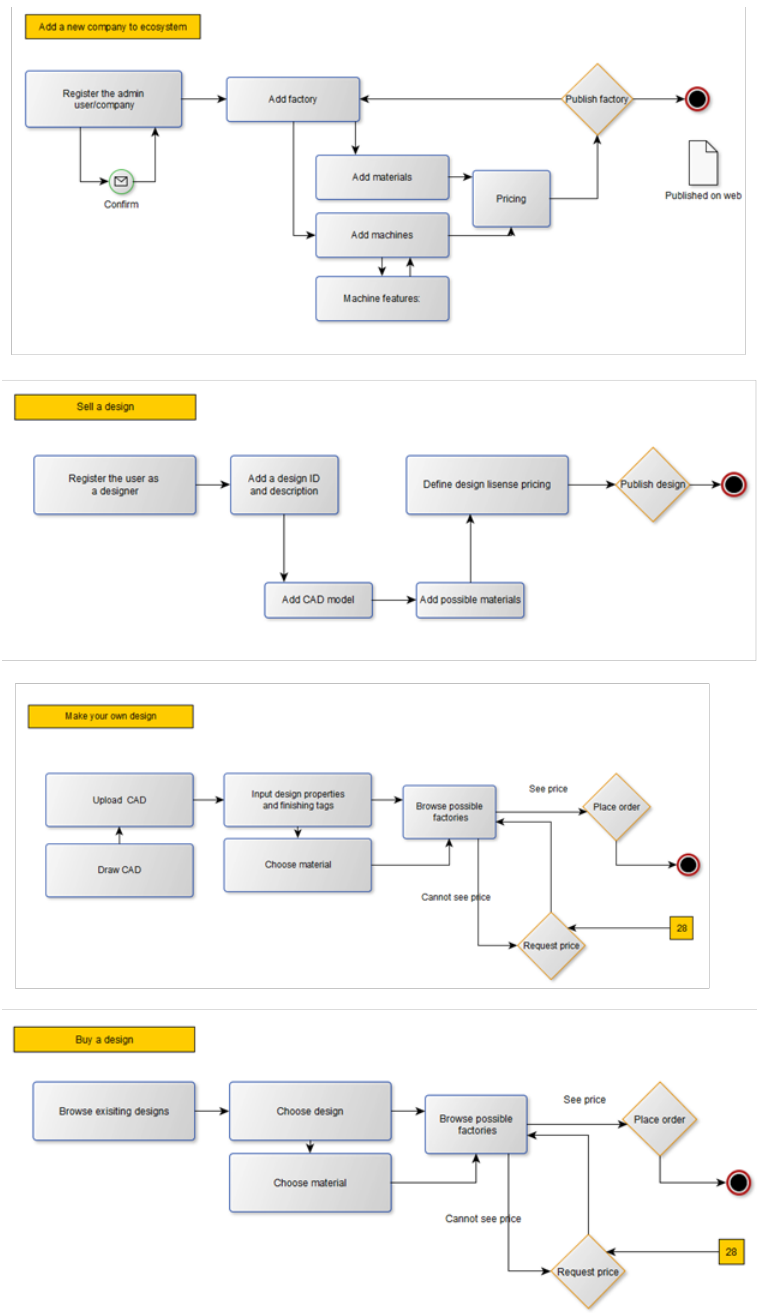 Add a new company to ecosystem
Register the admin
user/company
Add factory
Publish factory
Confirm
Add materials
Pricing
Published on web
Add machines
Machine features:
Sell a design
Register the user as
a designer
Add a design ID
and description
Define design lisense pricing
Publish design
Add CAD model
Add possible materials
Make your own design
Upload CAD
Input design properties
and finishing tags
Browse possible
factories
See price
Place order
Draw CAD
Choose material
Cannot see price
Request price
28
Buy a design
Browse exisiting designs
Choose design
Browse possible
factories
See price
Place order
Choose material
Cannot see price
Request price
28